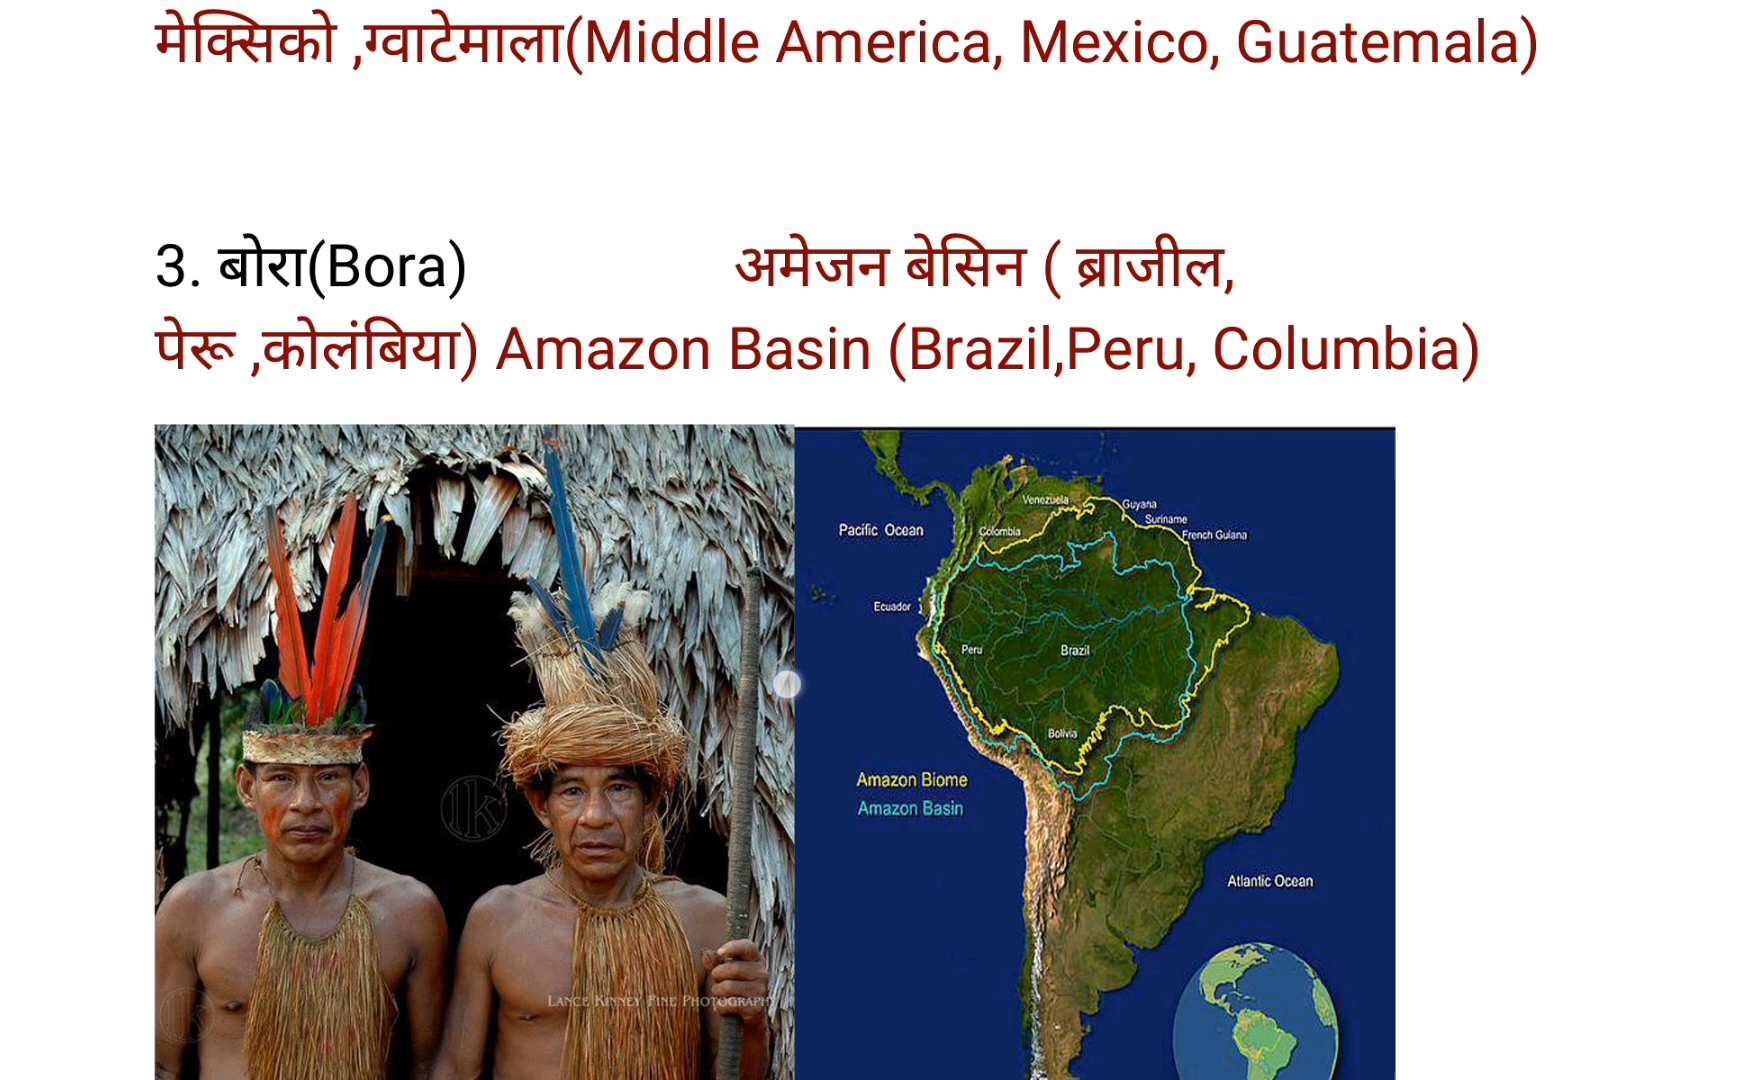 मेक्सिको ,ग्वाटेमाला(Middle America, Mexico, Guatemala)
3. बोरा(Bora) अमेजन बेसिन ( ब्राजील,
पेरू ,कोलंबिया) Amazon Basin (Brazil,Peru, Columbia)
Venezuela
Guyana
Suriname
Pacific Ocean
Colombia
French Guiana
Ecuador
Peru
Brazil
Bolivia
Amazon Biome
Amazon Basin
Atlantic Ocean
lk
LANCE KINNEY FINE PHOTOGRAPHY